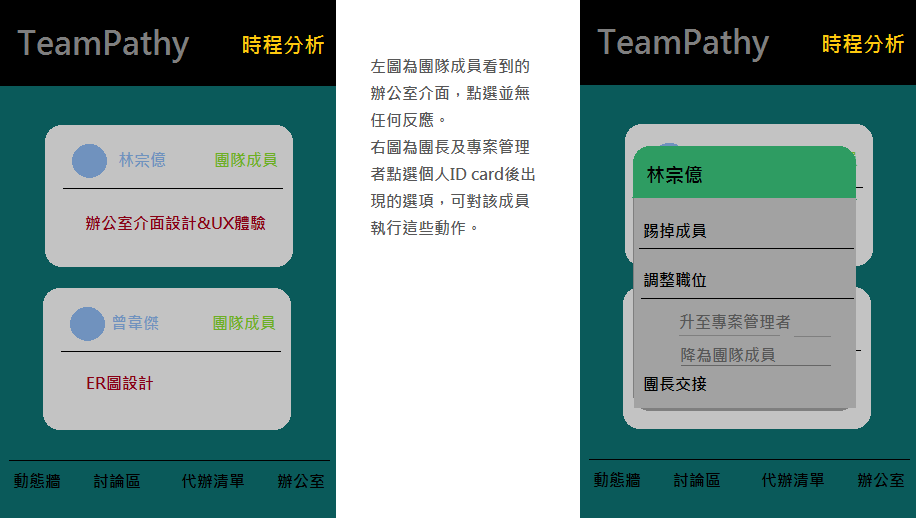 TeamPathy
時程分析
林宗億
團隊成員
辦公室介面設計&UX體驗
曾韋傑
團隊成員
ER圖設計
動態牆
討論區
代辦清單
辦公室
左圖為團隊成員看到的
辦公室介面，點選並無
任何反應。
右圖為團長及專案管理
者點選個人ID card後出
現的選項，可對該成員
執行這些動作。
TeamPathy
時程分析
林宗億
踢掉成員
調整職位
升至專案管理者
降為團隊成員
團長交接
動態牆
討論區
代辦清單
辦公室